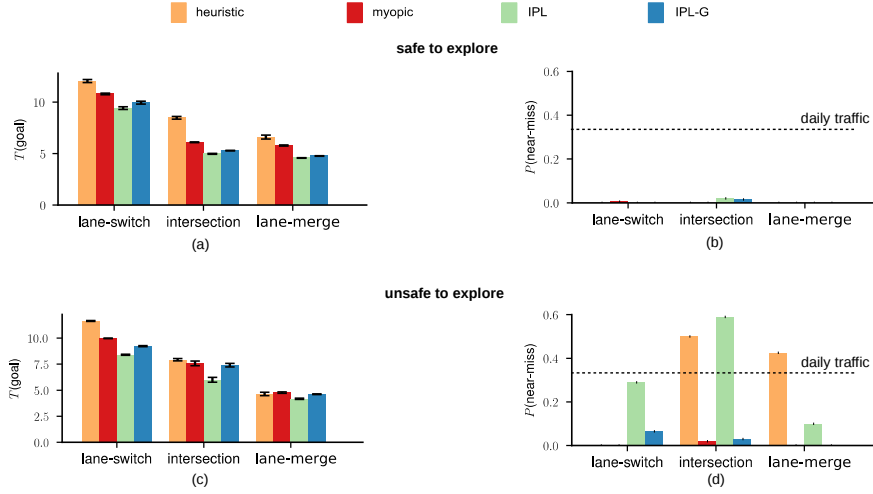 heuristic myopic IPL IPL-G
safe to explore
T(goal)
10
5
0
lane-switch intersection lane-merge
(a)
P(near-miss)
0.6
0.4
0.2
0.0
daily traffic
lane-switch intersection lane-merge
(b)
unsafe to explore
T(goal)
10.0
7.5
5.0
2.5
0.0
lane-switch intersection lane-merge
(c)
P(near-miss)
0.6
0.4
0.2
0.0
daily traffic
lane-switch intersection lane-merge
(d)